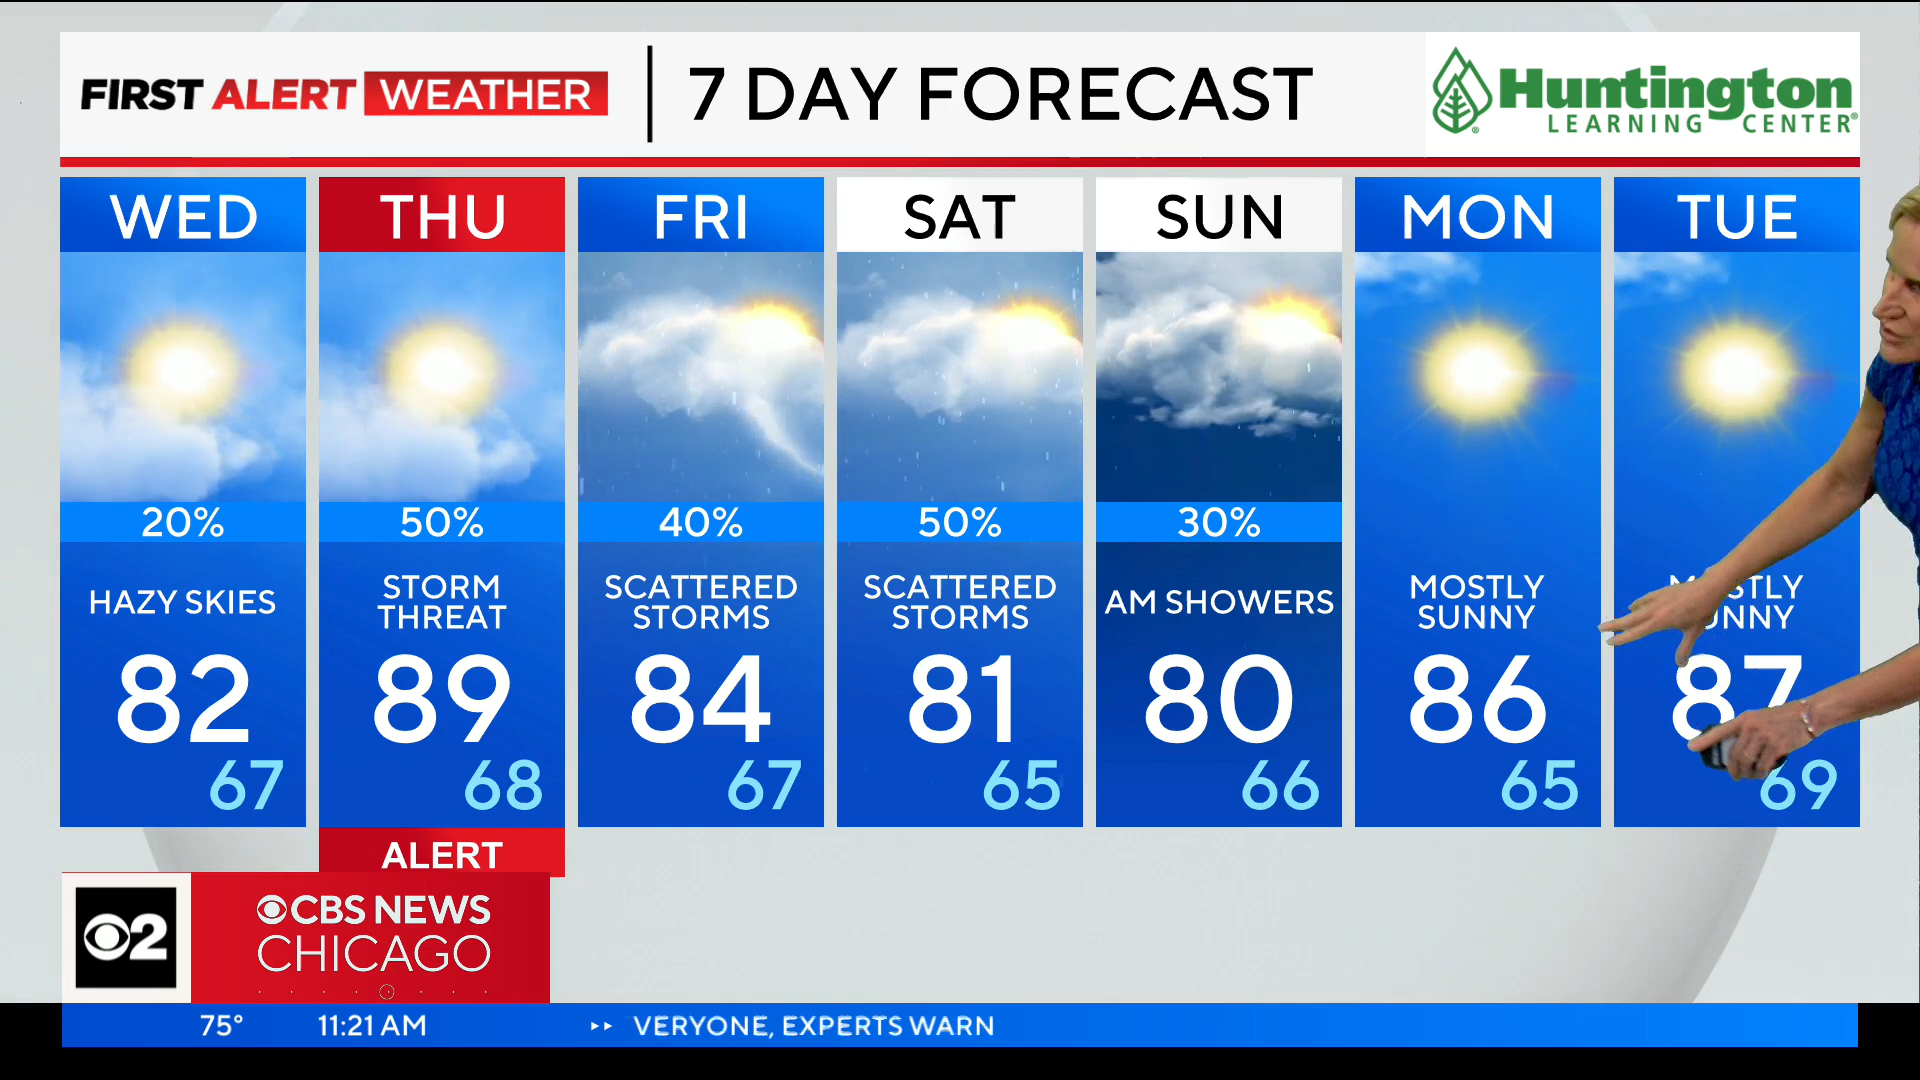 FIRST ALERT WEATHER
7 DAY FORECAST
Huntington
LEARNING CENTER®
WED
THU
FRI
SAT
SUN
MON
TUE
20%
50%
40%
50%
30%
HAZY SKIES
STORM
THREAT
SCATTERED
STORMS
SCATTERED
STORMS
AM SHOWERS
MOSTLY
SUNNY
MOSTLY
SUNNY
82
67
89
68
84
67
81
65
80
66
86
65
87
69
ALERT
2
CBS NEWS
CHICAGO
75° 11:21 AM VERYONE, EXPERTS WARN